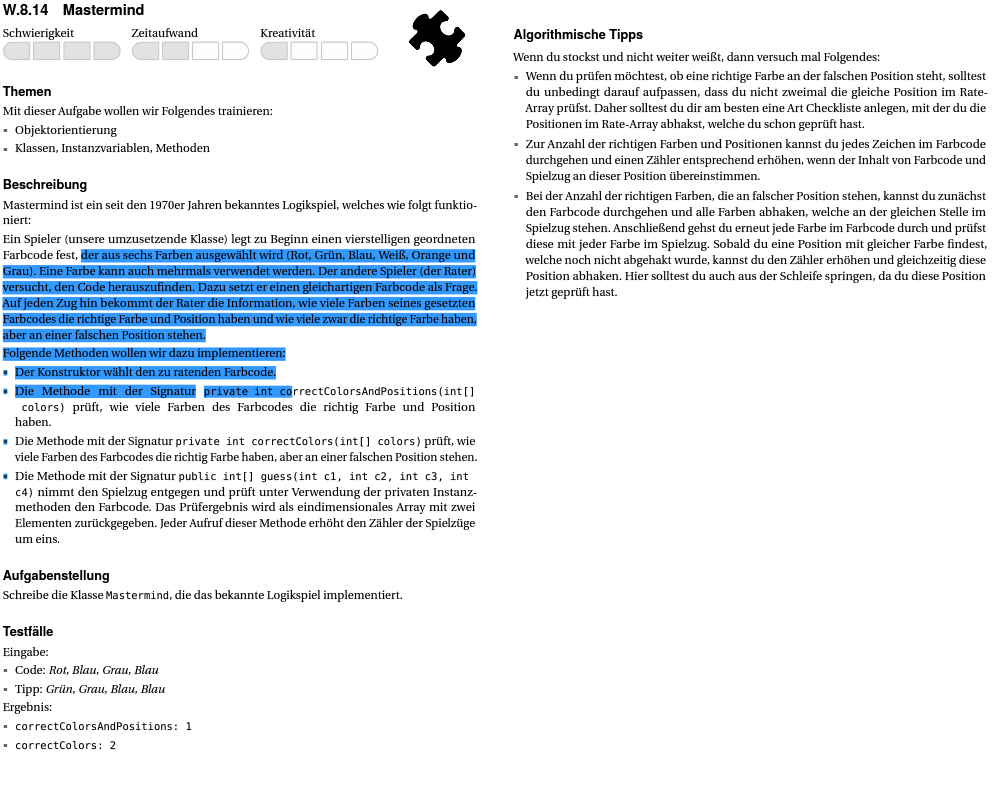 W.8.14 Mastermind
Schwierigkeit Zeitaufwand Kreativität
Themen
Mit dieser Aufgabe wollen wir Folgendes trainieren:
Objektorientierung
Klassen, Instanzvariablen, Methoden
Beschreibung
Mastermind ist ein seit den 1970er Jahren bekanntes Logikspiel, welches wie folgt funktio-
niert:
Ein Spieler (unsere umzusetzende Klasse) legt zu Beginn einen vierstelligen geordneten
Farbcode fest, der aus sechs Farben ausgewählt wird (Rot, Grün, Blau, Weiß, Orange und
Grau). Eine Farbe kann auch mehrmals verwendet werden. Der andere Spieler (der Rater)
versucht, den Code herauszufinden. Dazu setzt er einen gleichartigen Farbcode als Frage.
Auf jeden Zug hin bekommt der Rater die Information, wie viele Farben seines gesetzten
Farbcodes die richtige Farbe und Position haben und wie viele zwar die richtige Farbe haben,
aber an einer falschen Position stehen.
Folgende Methoden wollen wir dazu implementieren:
Der Konstruktor wählt den zu ratenden Farbcode.
Die Methode mit der Signatur private int correctColorsAndPositions(int[]
colors) prüft, wie viele Farben des Farbcodes die richtig Farbe und Position
haben.
Die Methode mit der Signatur private int correctColors(int[] colors) prüft, wie
viele Farben des Farbcodes die richtig Farbe haben, aber an einer falschen Position stehen.
Die Methode mit der Signatur public int[] guess(int c1, int c2, int c3, int
c4) nimmt den Spielzug entgegen und prüft unter Verwendung der privaten Instanz-
methoden den Farbcode. Das Prüfergebnis wird als eindimensionales Array mit zwei
Elementen zurückgegeben. Jeder Aufruf dieser Methode erhöht den Zähler der Spielzüge
um eins.
Aufgabenstellung
Schreibe die Klasse Mastermind, die das bekannte Logikspiel implementiert.
Testfälle
Eingabe:
Code: Rot, Blau, Grau, Blau
Tipp: Grün, Grau, Blau, Blau
Ergebnis:
correctColorsAndPositions: 1
correctColors: 2
Algorithmische Tipps
Wenn du stockst und nicht weiter weißt, dann versuch mal Folgendes:
Wenn du prüfen möchtest, ob eine richtige Farbe an der falschen Position steht, solltest
du unbedingt darauf aufpassen, dass du nicht zweimal die gleiche Position im Rate-
Array prüfst. Daher solltest du dir am besten eine Art Checkliste anlegen, mit der du die
Positionen im Rate-Array abhakst, welche du schon geprüft hast.
Zur Anzahl der richtigen Farben und Positionen kannst du jedes Zeichen im Farbcode
durchgehen und einen Zähler entsprechend erhöhen, wenn der Inhalt von Farbcode und
Spielzug an dieser Position übereinstimmen.
Bei der Anzahl der richtigen Farben, die an falscher Position stehen, kannst du zunächst
den Farbcode durchgehen und alle Farben abhaken, welche an der gleichen Stelle im
Spielzug stehen. Anschließend gehst du erneut jede Farbe im Farbcode durch und prüfst
diese mit jeder Farbe im Spielzug. Sobald du eine Position mit gleicher Farbe findest,
welche noch nicht abgehakt wurde, kannst du den Zähler erhöhen und gleichzeitig diese
Position abhaken. Hier solltest du auch aus der Schleife springen, da du diese Position
jetzt geprüft hast.